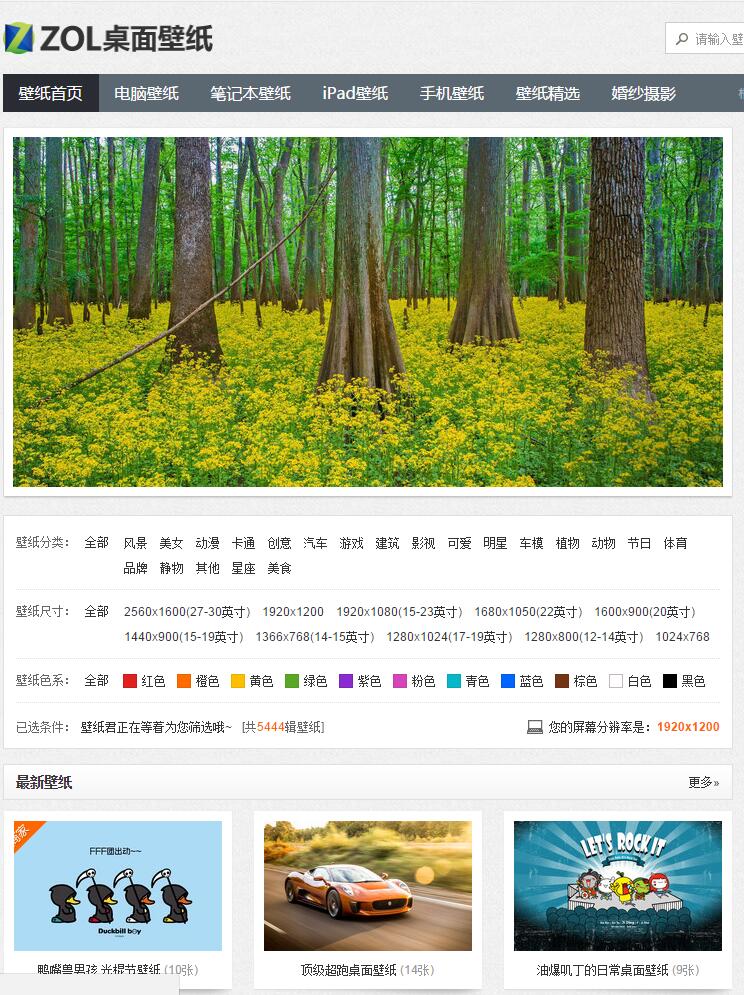 ZOL桌面壁纸
请输入壁
壁纸首页 电脑壁纸 笔记本壁纸 iPad壁纸 手机壁纸 壁纸精选 婚纱摄影
壁纸分类： 全部 风景 美女 动漫 卡通 创意 汽车 游戏 建筑 影视 可爱 明星 车模 植物 动物 节日 体育
品牌 静物 其他 星座 美食
壁纸尺寸： 全部 2560x1600(27-30英寸) 1920x1200 1920x1080(15-23英寸) 1680x1050(22英寸) 1600x900(20英寸)
1440x900(15-19英寸) 1366x768(14-15英寸) 1280x1024(17-19英寸) 1280x800(12-14英寸) 1024x768
壁纸色系： 全部 红色 橙色 黄色 绿色 紫色 粉色 青色 蓝色 棕色 白色 黑色
已选条件： 壁纸君正在等着为您筛选哦~ [共5444辑壁纸] 您的屏幕分辨率是：1920x1200
最新壁纸 更多»
FFF团出动~~
Duckbill boy
LET'S ROCK IT
鸭嘴兽男孩 光棍节壁纸 (10张) 顶级超跑桌面壁纸 (14张) 油爆叽丁的日常桌面壁纸 (9张)